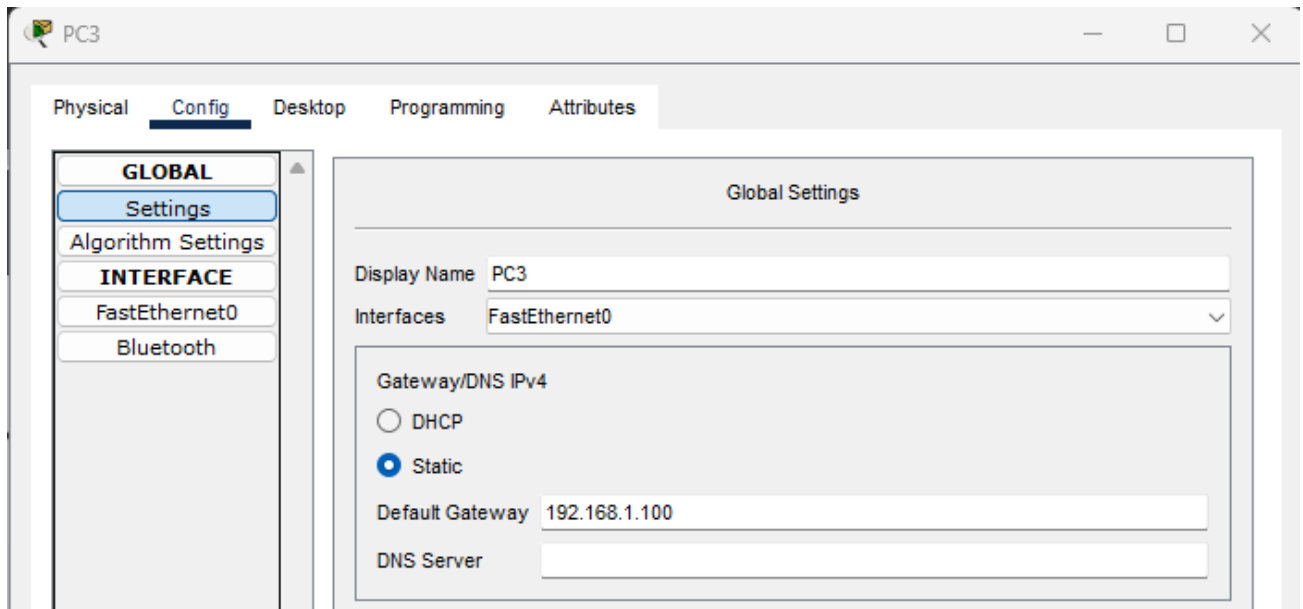 PC3
Physical Config Desktop Programming Attributes
GLOBAL
Settings
Algorithm Settings
INTERFACE
FastEthernet0
Bluetooth
Global Settings
Display Name PC3
Interfaces FastEthernet0
Gateway/DNS IPv4
DHCP
Static
Default Gateway 192.168.1.100
DNS Server